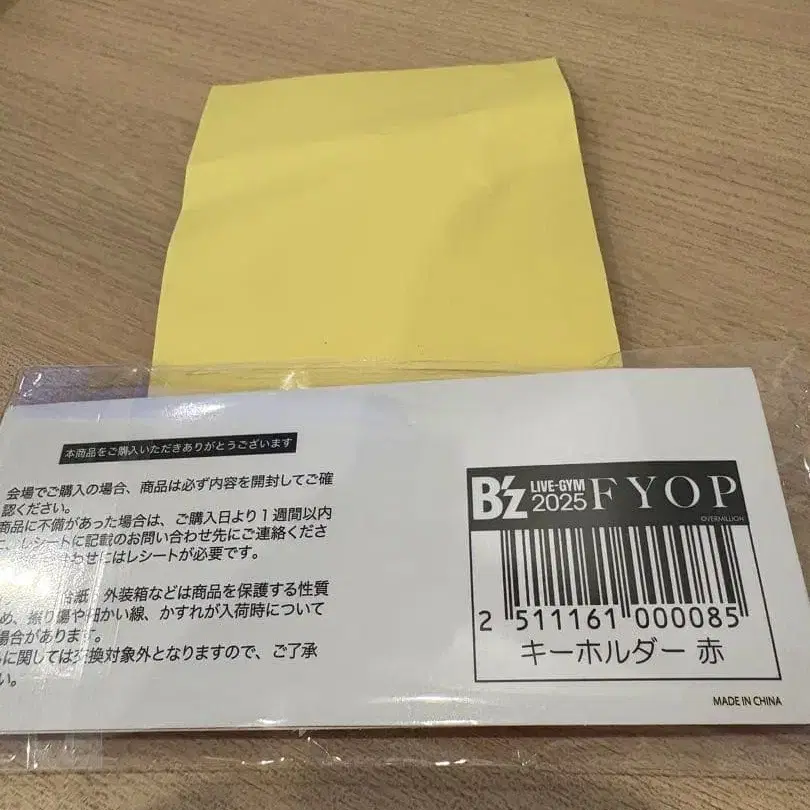 本商品をご購入いただきありがとうございます
会場でご購入の場合、商品は必ず内容を開封してご確
認ください。
商品に不備があった場合は、ご購入日より1週間以内
に、レシートに記載のお問い合わせ先にご連絡くださ
わせにはレシートが必要です。
台紙、外装箱などは商品を保護する性質
め、擦り傷や細かい線、かすれが入荷時について
場合があります。
に関しては交換対象外となりますので、ご了承
い。
B'z LIVE-GYM 2025 FYOP
©VERMILLION
2 511161 000085
キーホルダー 赤
MADE IN CHINA